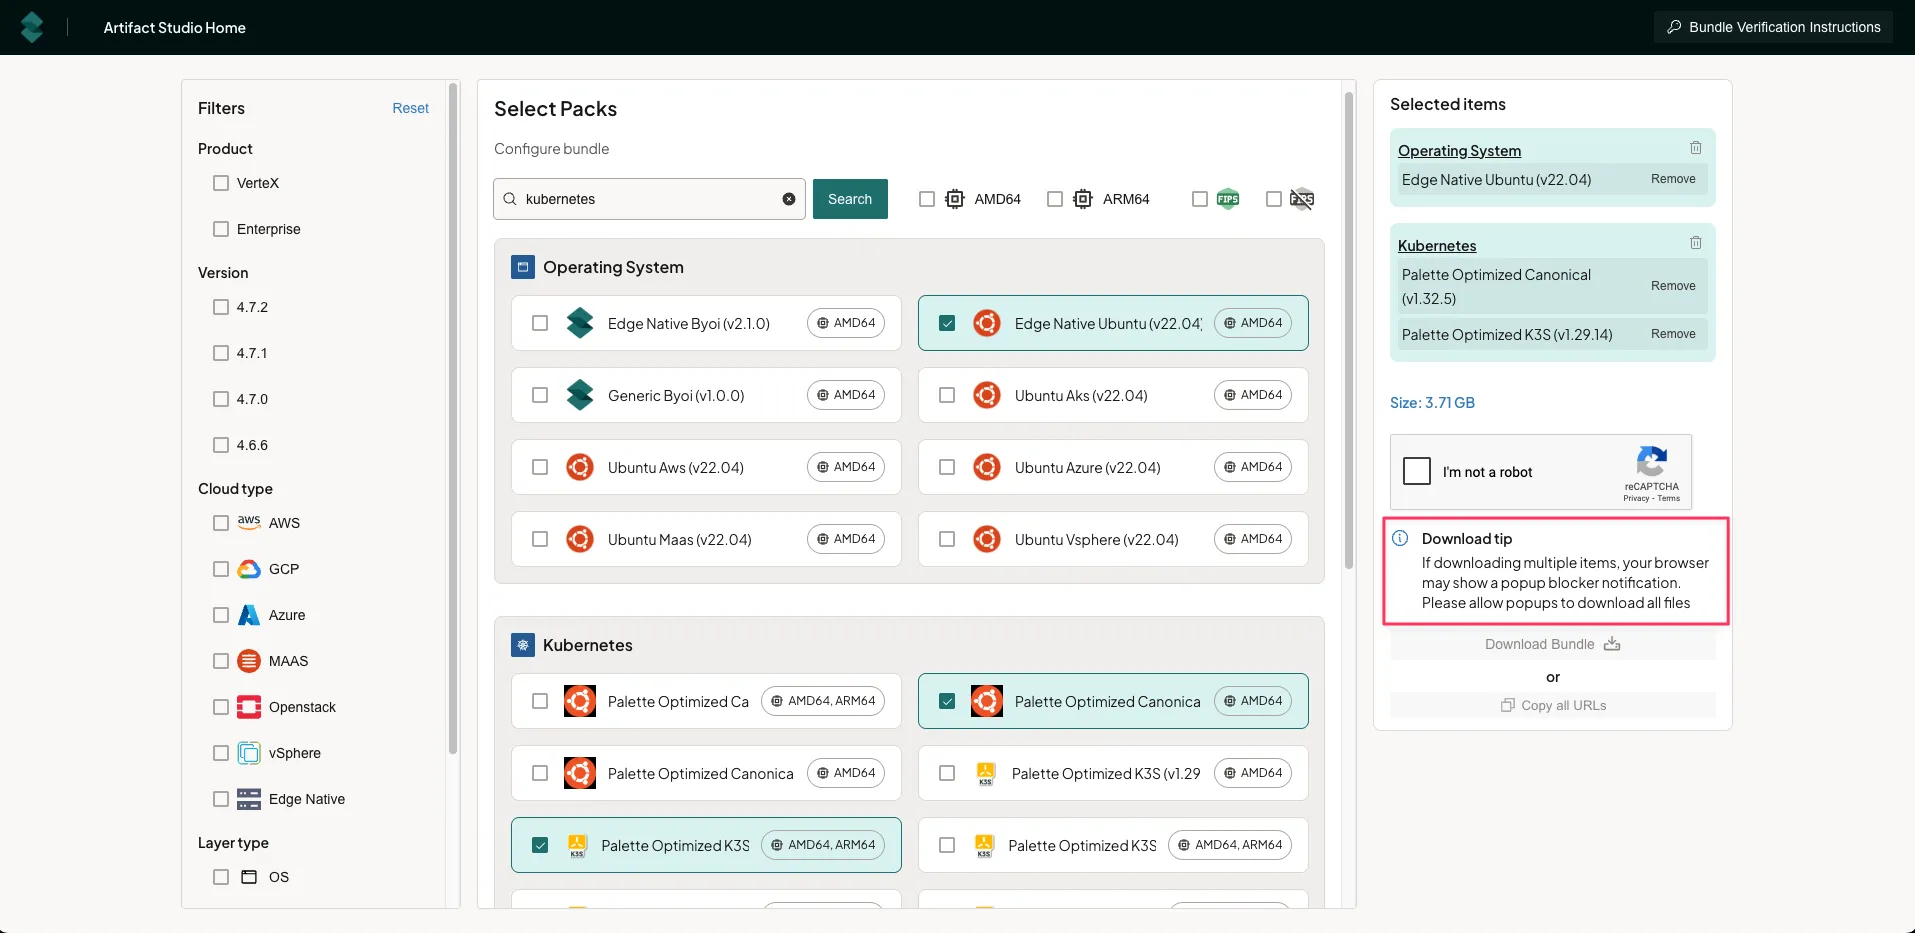 Artifact Studio Home
Bundle Verification Instructions
Filters
Reset
Product
VerteX
Enterprise
Version
4.7.2
4.7.1
4.7.0
4.6.6
Cloud type
aws AWS
GCP
Azure
MAAS
Openstack
vSphere
Edge Native
Layer type
OS
Select Packs
Configure bundle
kubernetes
Search
AMD64
ARM64
FIPS
FIPS
Operating System
Edge Native Byoi (v2.1.0)
AMD64
Edge Native Ubuntu (v22.04)
AMD64
Generic Byoi (v1.0.0)
AMD64
Ubuntu Aks (v22.04)
AMD64
Ubuntu Aws (v22.04)
AMD64
Ubuntu Azure (v22.04)
AMD64
Ubuntu Maas (v22.04)
AMD64
Ubuntu Vsphere (v22.04)
AMD64
Kubernetes
Palette Optimized Ca
AMD64, ARM64
Palette Optimized Canonica
AMD64
Palette Optimized Canonica
AMD64
K3S
Palette Optimized K3S (v1.29
AMD64
K3S
Palette Optimized K3S
AMD64, ARM64
K3S
Palette Optimized K3S
AMD64, ARM64
Selected items
Operating System
Edge Native Ubuntu (v22.04)
Remove
Kubernetes
Palette Optimized Canonical
(v1.32.5)
Remove
Palette Optimized K3S (v1.29.14)
Remove
Size: 3.71 GB
I'm not a robot
reCAPTCHA
Privacy - Terms
Download tip
If downloading multiple items, your browser
may show a popup blocker notification.
Please allow popups to download all files
Download Bundle
or
Copy all URLs